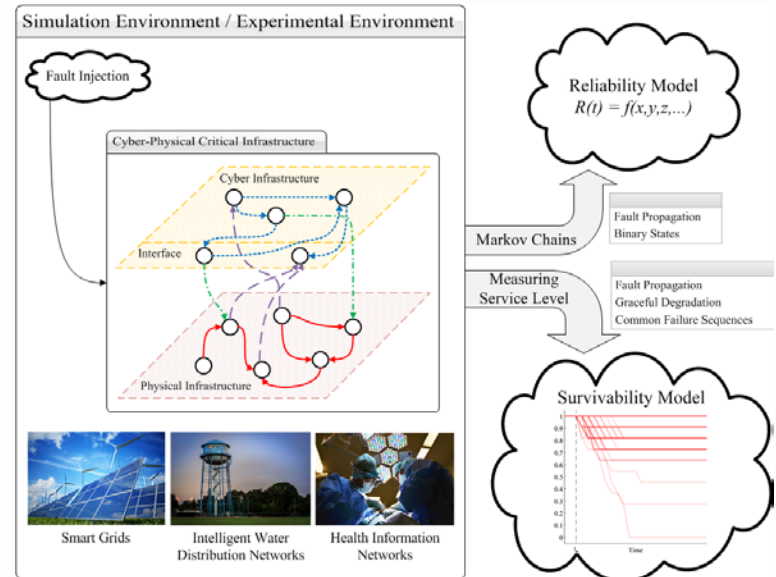 Simulation Environment / Experimental Environment
Fault Injection
Cyber-Physical Critical Infrastructure
Cyber Infrastructure
Interface
Physical Infrastructure
Smart Grids
Intelligent Water
Distribution Networks
Health Information
Networks
Reliability Model
R(t) = f(x,y,z,...)
Markov Chains
Fault Propagation
Binary States
Measuring
Service Level
Fault Propagation
Graceful Degradation
Common Failure Sequences
Survivability Model
1
0.9
0.8
0.7
0.6
0.5
0.4
0.3
0.2
0.1
0
Time